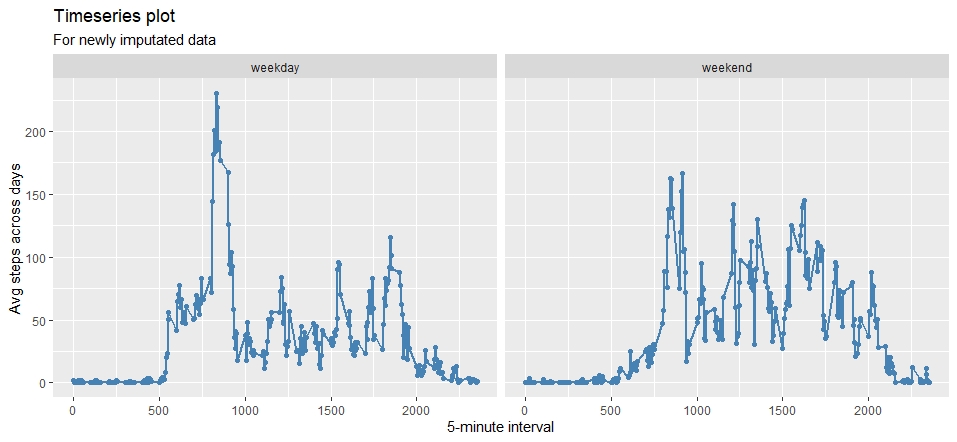 Timeseries plot
For newly imputated data
weekday
weekend
Avg steps across days
200
150
100
50
0
0 500 1000 1500 2000
0 500 1000 1500 2000
5-minute interval